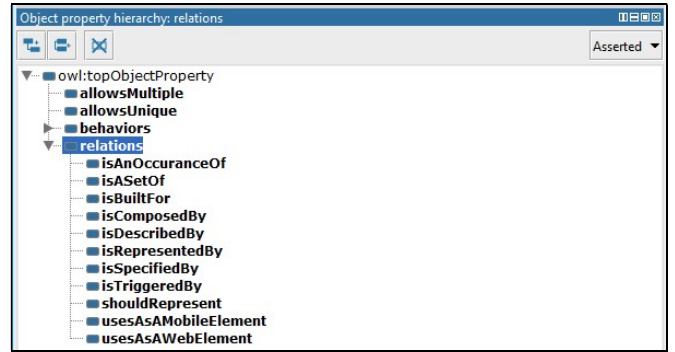 Object property hierarchy: relations
Asserted
owl:topObjectProperty
allowsMultiple
allowsUnique
behaviors
relations
isAnOccuranceOf
isASetOf
isBuiltFor
isComposedBy
isDescribedBy
isRepresentedBy
isSpecifiedBy
isTriggeredBy
shouldRepresent
usesAsAMobileElement
usesAsAWebElement